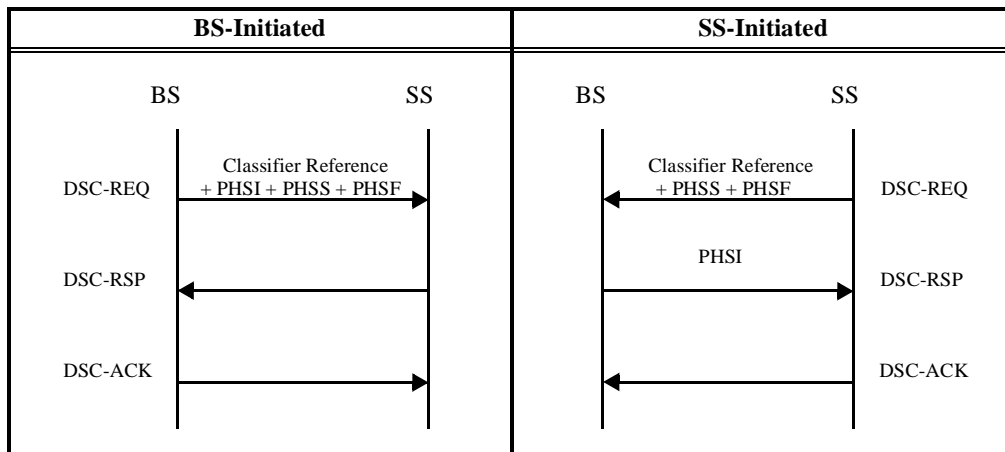 BS-Initiated
SS-Initiated
BS
SS
BS
SS
Classifier Reference
DSC-REQ
+ PHSI + PHSS + PHSF
Classifier Reference
+ PHSS + PHSF
DSC-REQ
DSC-RSP
PHSI
DSC-RSP
DSC-ACK
DSC-ACK